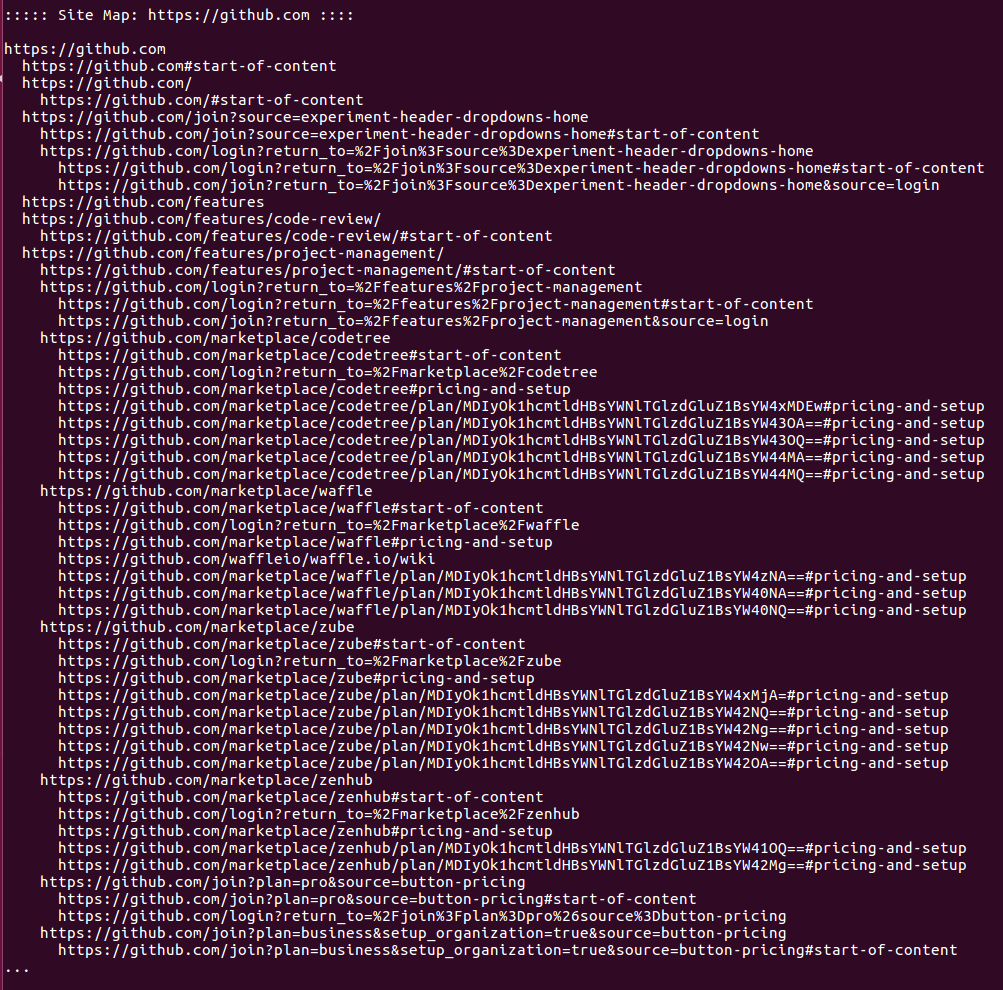 ::::: Site Map: https://github.com ::::
https://github.com
https://github.com#start-of-content
https://github.com/
https://github.com/#start-of-content
https://github.com/join?source=experiment-header-dropdowns-home
https://github.com/join?source=experiment-header-dropdowns-home#start-of-content
https://github.com/login?return_to=%2Fjoin%3Fsource%3Dexperiment-header-dropdowns-home
https://github.com/login?return_to=%2Fjoin%3Fsource%3Dexperiment-header-dropdowns-home#start-of-content
https://github.com/join?return_to=%2Fjoin%3Fsource%3Dexperiment-header-dropdowns-home&source=login
https://github.com/features
https://github.com/features/code-review/
https://github.com/features/code-review/#start-of-content
https://github.com/features/project-management/
https://github.com/features/project-management/#start-of-content
https://github.com/login?return_to=%2Ffeatures%2Fproject-management
https://github.com/login?return_to=%2Ffeatures%2Fproject-management#start-of-content
https://github.com/join?return_to=%2Ffeatures%2Fproject-management&source=login
https://github.com/marketplace/codetree
https://github.com/marketplace/codetree#start-of-content
https://github.com/login?return_to=%2Fmarketplace%2Fcodetree
https://github.com/marketplace/codetree#pricing-and-setup
https://github.com/marketplace/codetree/plan/MDIyOk1hcmtldHBsYWNlTGlzdGluZ1BsYW4xMDEw#pricing-and-setup
https://github.com/marketplace/codetree/plan/MDIyOk1hcmtldHBsYWNlTGlzdGluZ1BsYW43OA==#pricing-and-setup
https://github.com/marketplace/codetree/plan/MDIyOk1hcmtldHBsYWNlTGlzdGluZ1BsYW43OQ==#pricing-and-setup
https://github.com/marketplace/codetree/plan/MDIyOk1hcmtldHBsYWNlTGlzdGluZ1BsYW44MA==#pricing-and-setup
https://github.com/marketplace/codetree/plan/MDIyOk1hcmtldHBsYWNlTGlzdGluZ1BsYW44MQ==#pricing-and-setup
https://github.com/marketplace/waffle
https://github.com/marketplace/waffle#start-of-content
https://github.com/login?return_to=%2Fmarketplace%2Fwaffle
https://github.com/marketplace/waffle#pricing-and-setup
https://github.com/waffleio/waffle.io/wiki
https://github.com/marketplace/waffle/plan/MDIyOk1hcmtldHBsYWNlTGlzdGluZ1BsYW4zNA==#pricing-and-setup
https://github.com/marketplace/waffle/plan/MDIyOk1hcmtldHBsYWNlTGlzdGluZ1BsYW40NA==#pricing-and-setup
https://github.com/marketplace/waffle/plan/MDIyOk1hcmtldHBsYWNlTGlzdGluZ1BsYW40NQ==#pricing-and-setup
https://github.com/marketplace/zube
https://github.com/marketplace/zube#start-of-content
https://github.com/login?return_to=%2Fmarketplace%2Fzube
https://github.com/marketplace/zube#pricing-and-setup
https://github.com/marketplace/zube/plan/MDIyOk1hcmtldHBsYWNlTGlzdGluZ1BsYW4xMjA=#pricing-and-setup
https://github.com/marketplace/zube/plan/MDIyOk1hcmtldHBsYWNlTGlzdGluZ1BsYW42NQ==#pricing-and-setup
https://github.com/marketplace/zube/plan/MDIyOk1hcmtldHBsYWNlTGlzdGluZ1BsYW42Ng==#pricing-and-setup
https://github.com/marketplace/zube/plan/MDIyOk1hcmtldHBsYWNlTGlzdGluZ1BsYW42Nw==#pricing-and-setup
https://github.com/marketplace/zube/plan/MDIyOk1hcmtldHBsYWNlTGlzdGluZ1BsYW42OA==#pricing-and-setup
https://github.com/marketplace/zenhub
https://github.com/marketplace/zenhub#start-of-content
https://github.com/login?return_to=%2Fmarketplace%2Fzenhub
https://github.com/marketplace/zenhub#pricing-and-setup
https://github.com/marketplace/zenhub/plan/MDIyOk1hcmtldHBsYWNlTGlzdGluZ1BsYW41OQ==#pricing-and-setup
https://github.com/marketplace/zenhub/plan/MDIyOk1hcmtldHBsYWNlTGlzdGluZ1BsYW42Mg==#pricing-and-setup
https://github.com/join?plan=pro&source=button-pricing
https://github.com/join?plan=pro&source=button-pricing#start-of-content
https://github.com/login?return_to=%2Fjoin%3Fplan%3Dpro%26source%3Dbutton-pricing
https://github.com/join?plan=business&setup_organization=true&source=button-pricing
https://github.com/join?plan=business&setup_organization=true&source=button-pricing#start-of-content
...